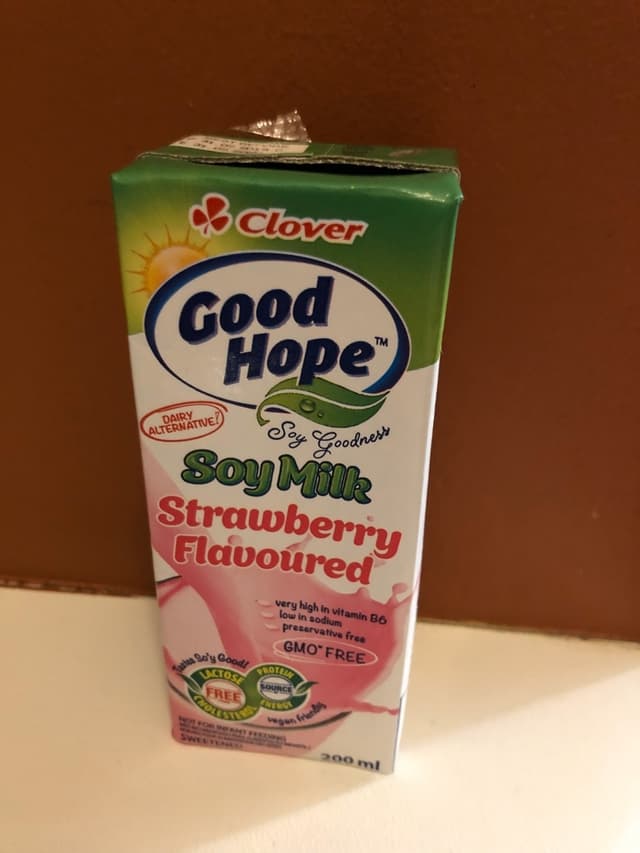 Clover
Good
Hope™
Soy Goodness
DAIRY
ALTERNATIVE!
Soy Milk
Strawberry
Flavoured
very high in vitamin B6
low in sodium
preservative free
GMO FREE
So'y Good!
LACTOSE
FREE
CHOLESTEROL
PROTEIN
SOURCE
ENERGY
vegan friendly
NOT FOR INFANT FEEDING
SWEETENED
200 ml